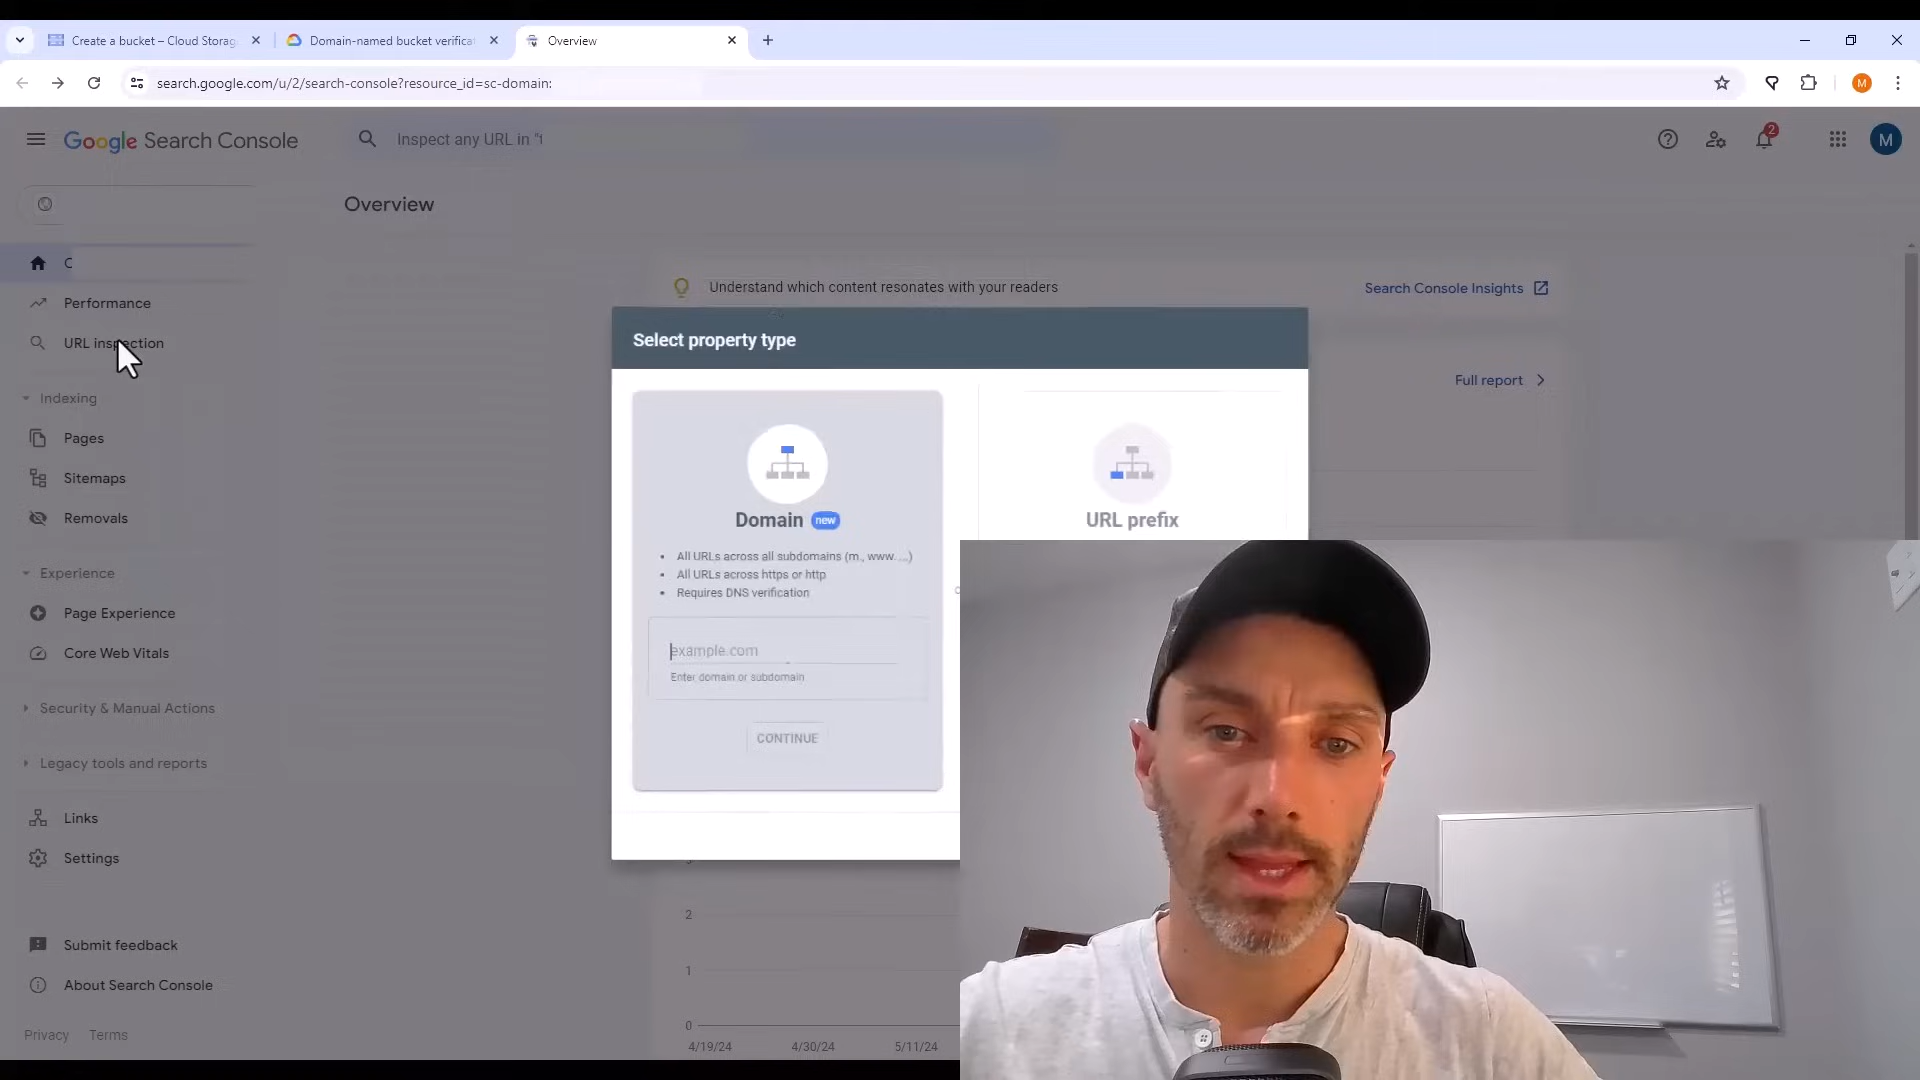 Create a bucket – Cloud Storag
Domain-named bucket verificat
Overview
search.google.com/u/2/search-console?resource_id=sc-domain:
M
Google Search Console
Inspect any URL in "t
2
M
Overview
C
Performance
URL inspection
Indexing
Pages
Sitemaps
Removals
Experience
Page Experience
Core Web Vitals
Security & Manual Actions
Legacy tools and reports
Links
Settings
Submit feedback
About Search Console
Privacy Terms
Understand which content resonates with your readers
Search Console Insights
Full report
Select property type
Domain new
• All URLs across all subdomains (m., www. ...)
• All URLs across https or http
• Requires DNS verification
example.com
Enter domain or subdomain
CONTINUE
URL prefix
2
1
0
4/19/24 4/30/24 5/11/24